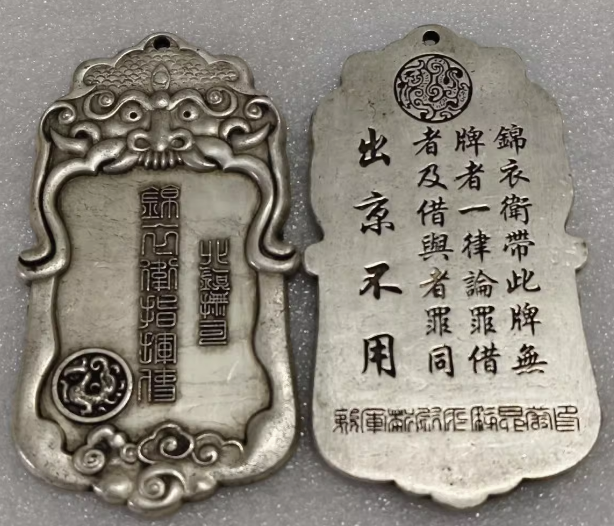 北鎮撫司
錦衣衛指揮使
錦衣衛帶此牌無
牌者一律論罪借
者及借與者罪同
出京不用